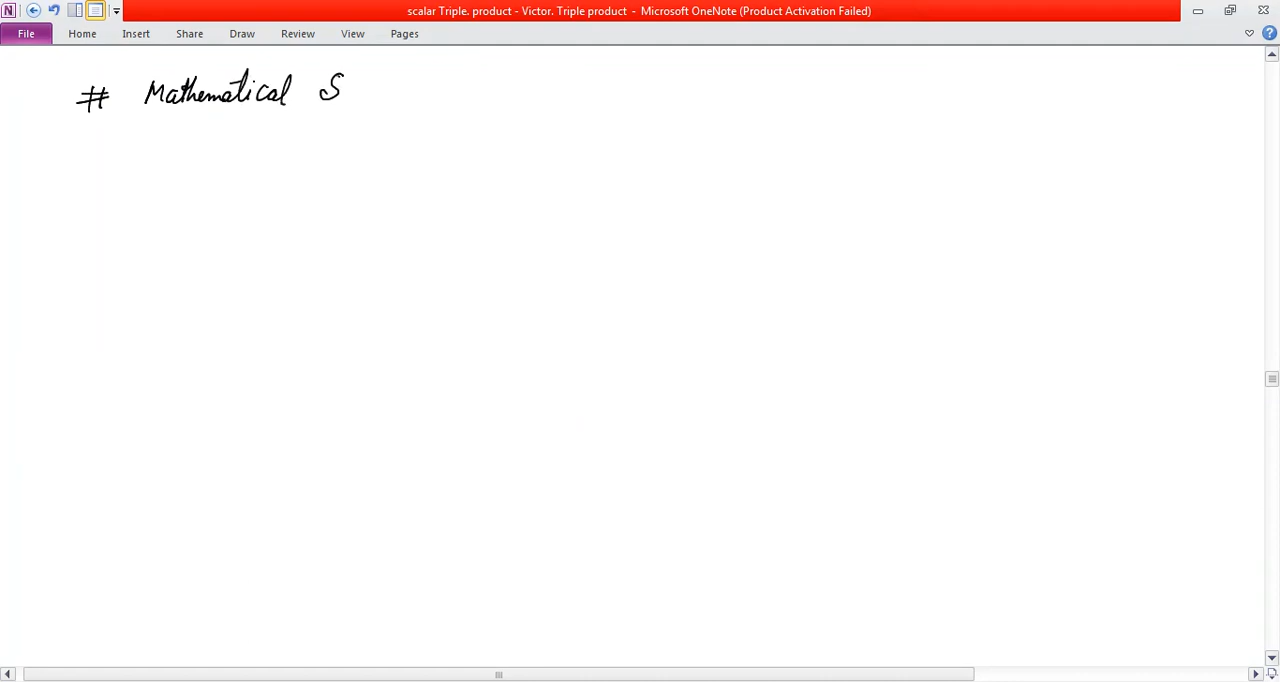 scalar Triple. product - Victor. Triple product - Microsoft OneNote (Product Activation Failed)
File Home Insert Share Draw Review View Pages
# Mathematical S